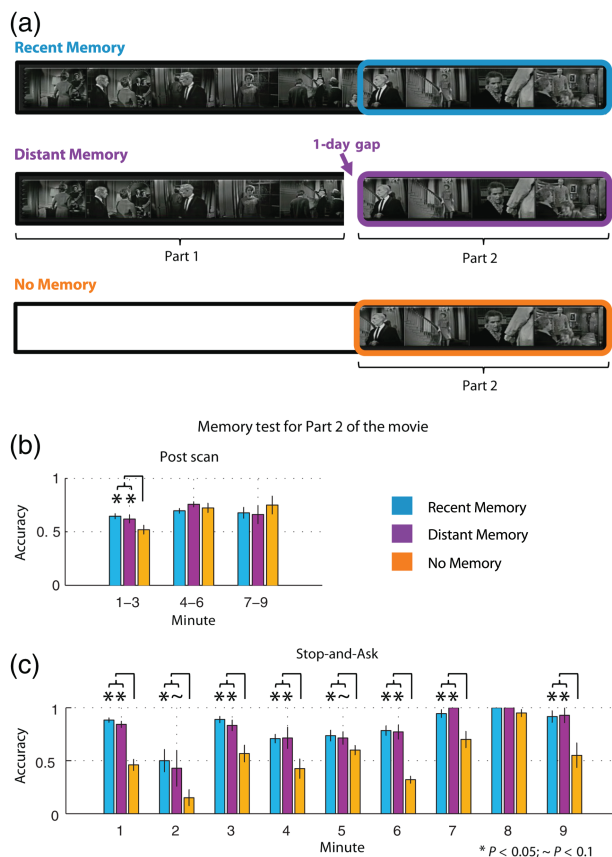 (a)
Recent Memory
1-day gap
Distant Memory
Part 1
Part 2
No Memory
Part 2
Memory test for Part 2 of the movie
(b)
Post scan
1
* *
0.5
0
Accuracy
1–3
4–6
7–9
Minute
Recent Memory
Distant Memory
No Memory
(c)
Stop-and-Ask
** *~ ** ** *~ ** ** **
1
0.5
0
Accuracy
1 2 3 4 5 6 7 8 9
Minute
* P < 0.05; ~ P < 0.1